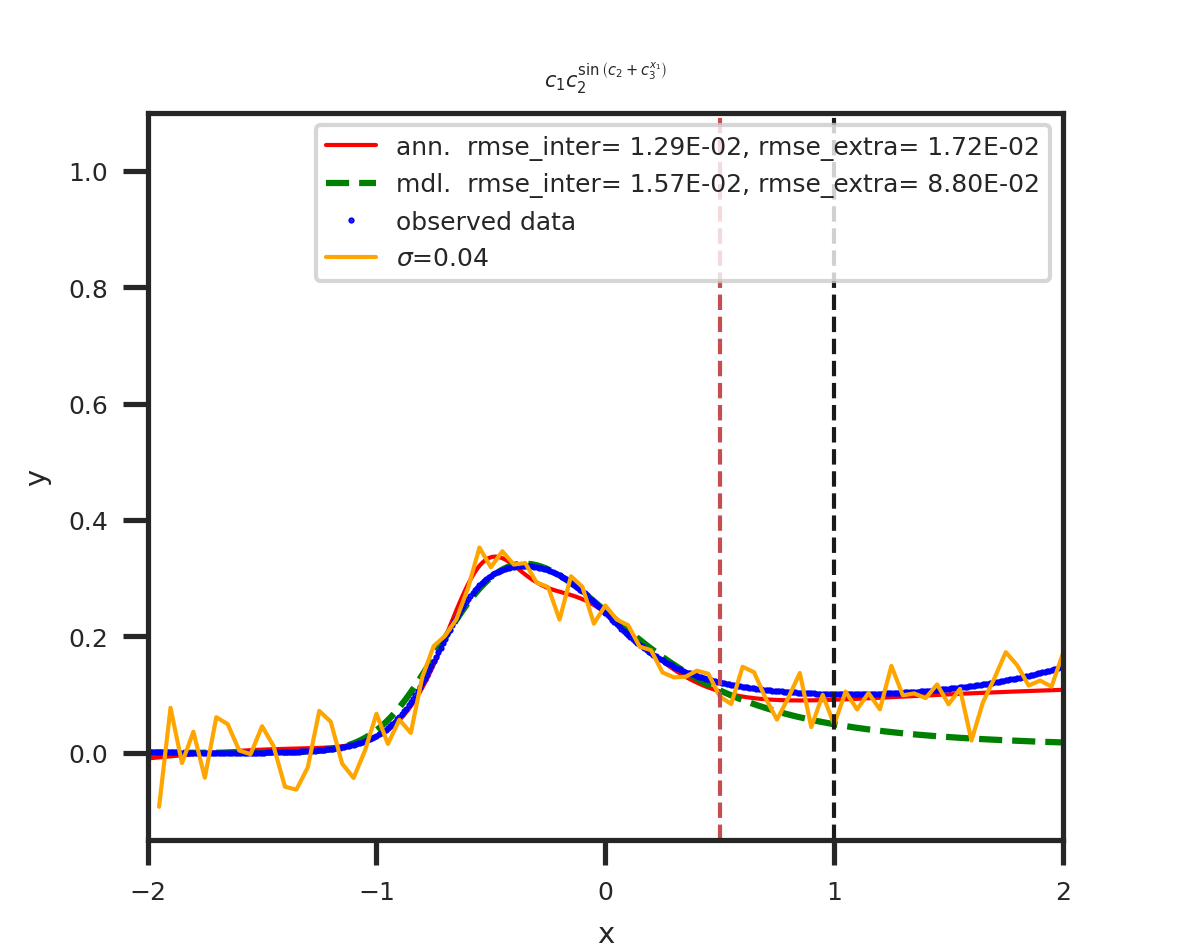 c₁c₂^sin (c₂ + c₃^x₁)
ann. rmse_inter= 1.29E-02, rmse_extra= 1.72E-02
mdl. rmse_inter= 1.57E-02, rmse_extra= 8.80E-02
observed data
σ=0.04
1.0
0.8
0.6
0.4
0.2
0.0
y
−2
−1
0
1
2
x